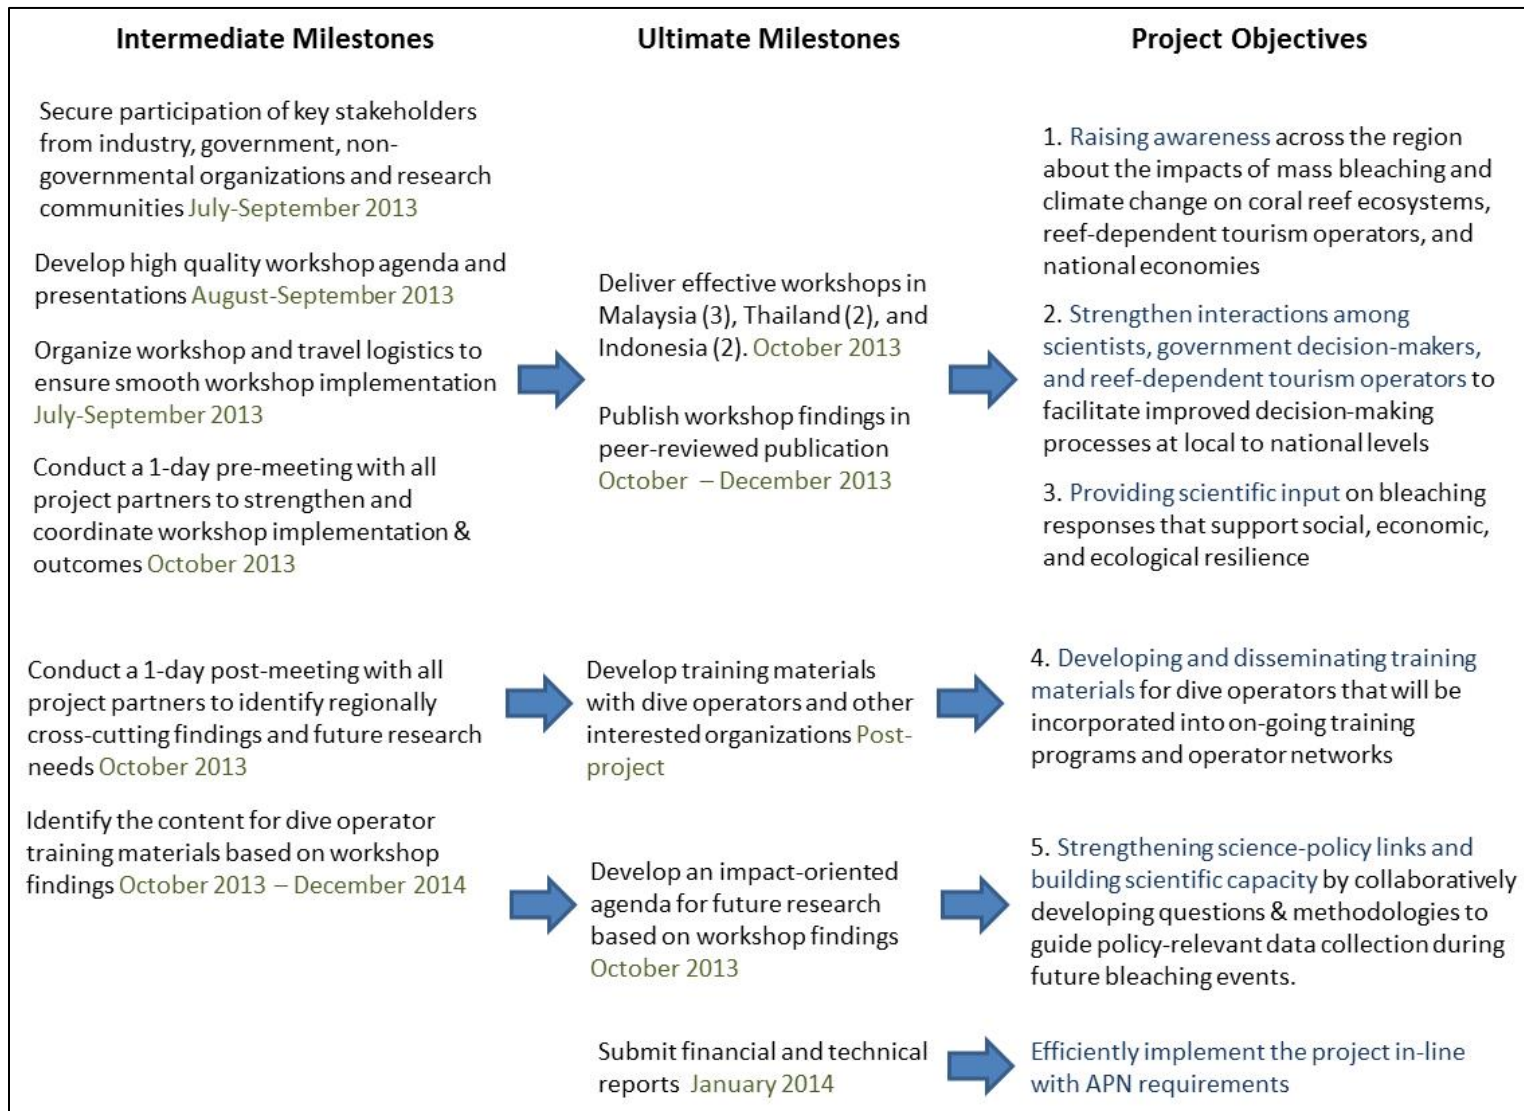 Intermediate Milestones
Secure participation of key stakeholders
from industry, government, non-
governmental organizations and research
communities July-September 2013
Develop high quality workshop agenda and
presentations August-September 2013
Organize workshop and travel logistics to
ensure smooth workshop implementation
July-September 2013
Conduct a 1-day pre-meeting with all
project partners to strengthen and
coordinate workshop implementation &
outcomes October 2013
Conduct a 1-day post-meeting with all
project partners to identify regionally
cross-cutting findings and future research
needs October 2013
Identify the content for dive operator
training materials based on workshop
findings October 2013 – December 2014
Ultimate Milestones
Deliver effective workshops in
Malaysia (3), Thailand (2), and
Indonesia (2). October 2013
Publish workshop findings in
peer-reviewed publication
October – December 2013
Develop training materials
with dive operators and other
interested organizations Post-
project
Develop an impact-oriented
agenda for future research
based on workshop findings
October 2013
Submit financial and technical
reports January 2014
Project Objectives
1. Raising awareness across the region
about the impacts of mass bleaching and
climate change on coral reef ecosystems,
reef-dependent tourism operators, and
national economies
2. Strengthen interactions among
scientists, government decision-makers,
and reef-dependent tourism operators to
facilitate improved decision-making
processes at local to national levels
3. Providing scientific input on bleaching
responses that support social, economic,
and ecological resilience
4. Developing and disseminating training
materials for dive operators that will be
incorporated into on-going training
programs and operator networks
5. Strengthening science-policy links and
building scientific capacity by collaboratively
developing questions & methodologies to
guide policy-relevant data collection during
future bleaching events.
Efficiently implement the project in-line
with APN requirements